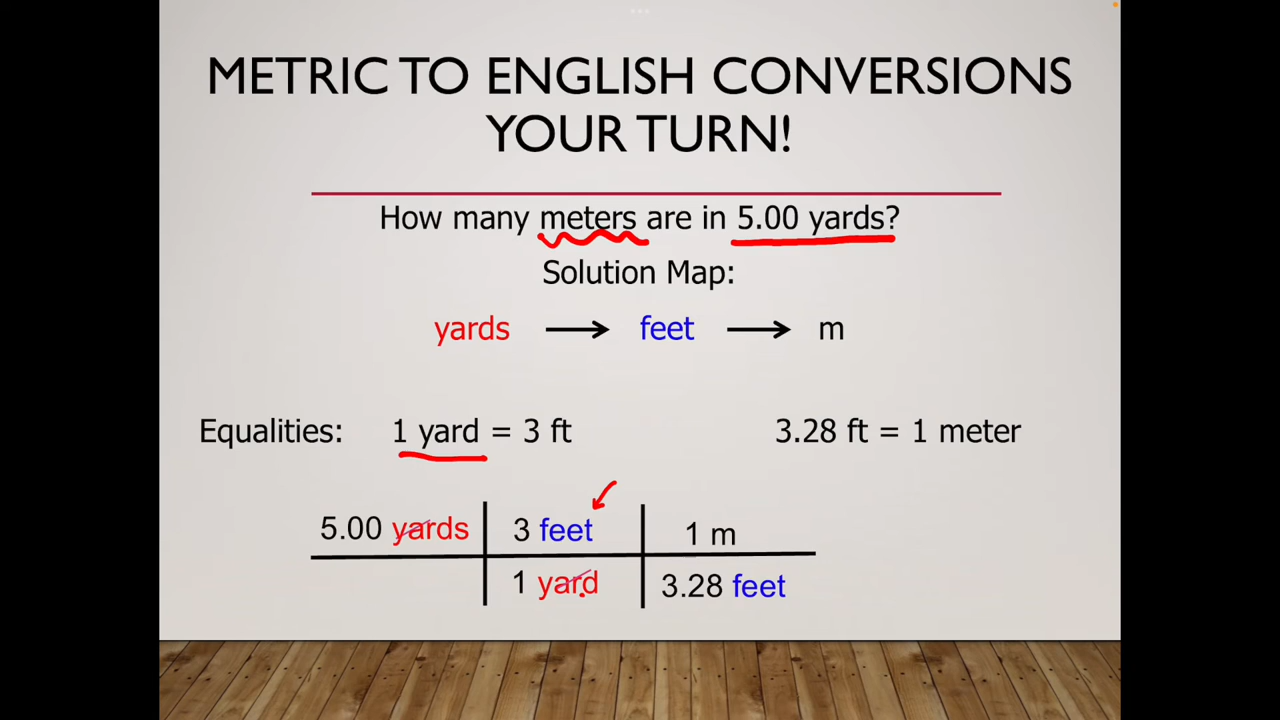 METRIC TO ENGLISH CONVERSIONS
YOUR TURN!
How many meters are in 5.00 yards?
Solution Map:
yards → feet → m
Equalities: 1 yard = 3 ft 3.28 ft = 1 meter
5.00 yards 3 feet 1 m
1 yard 3.28 feet